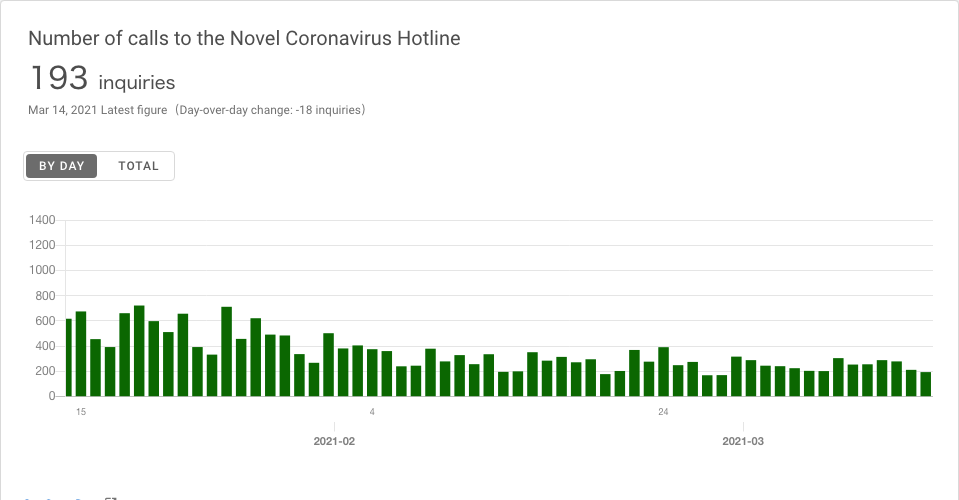 Number of calls to the Novel Coronavirus Hotline
193 inquiries
Mar 14, 2021 Latest figure (Day-over-day change: -18 inquiries)
BY DAY TOTAL
1400
1200
1000
800
600
400
200
0
15 4 24
2021-02 2021-03